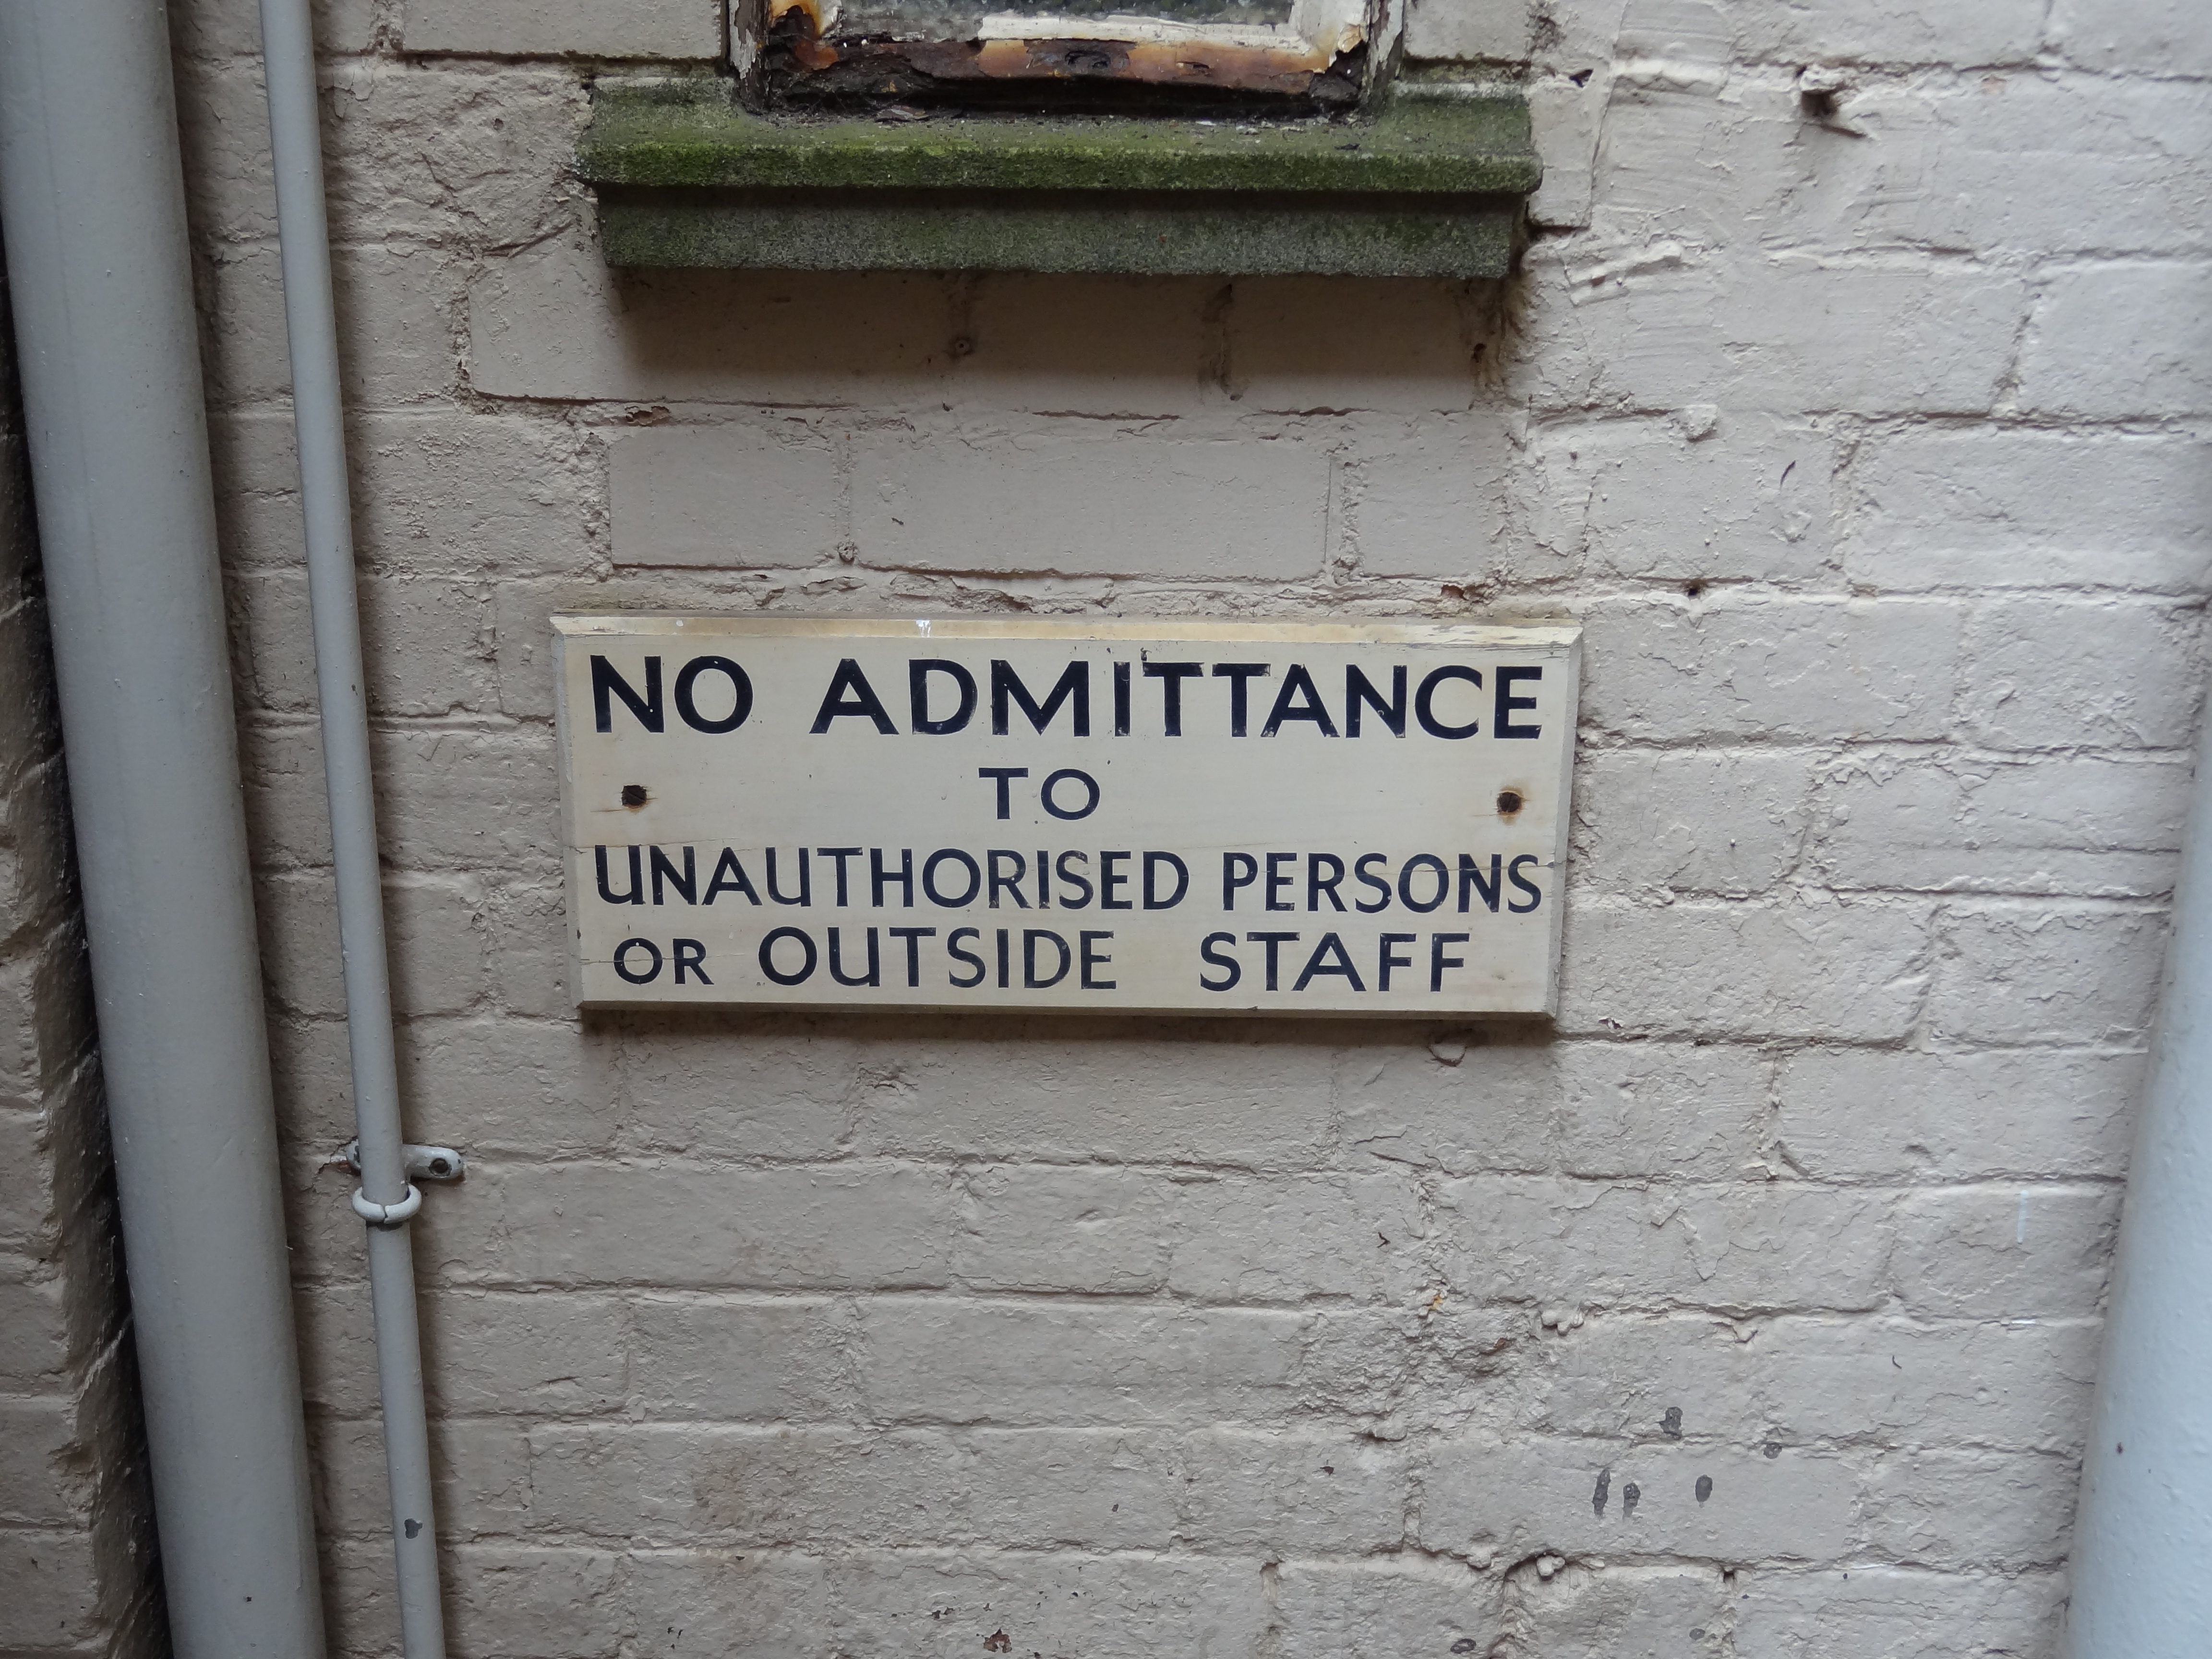 NO ADMITTANCE
TO
UNAUTHORISED PERSONS
OR OUTSIDE STAFF